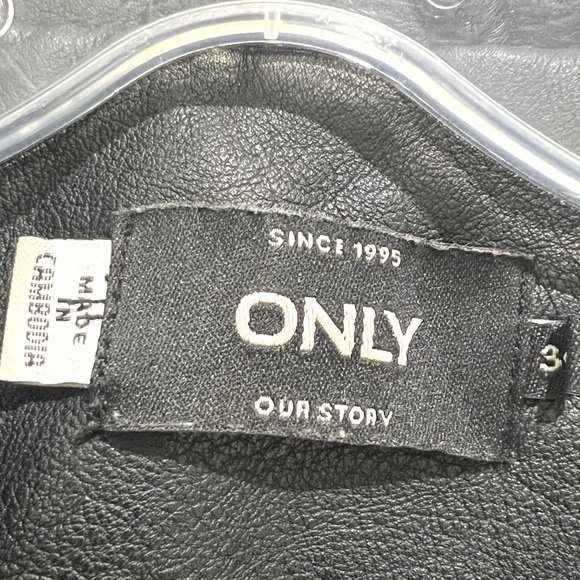 SINCE 1995
ONLY
OUR STORY
MADE
IN
CAMBODIA